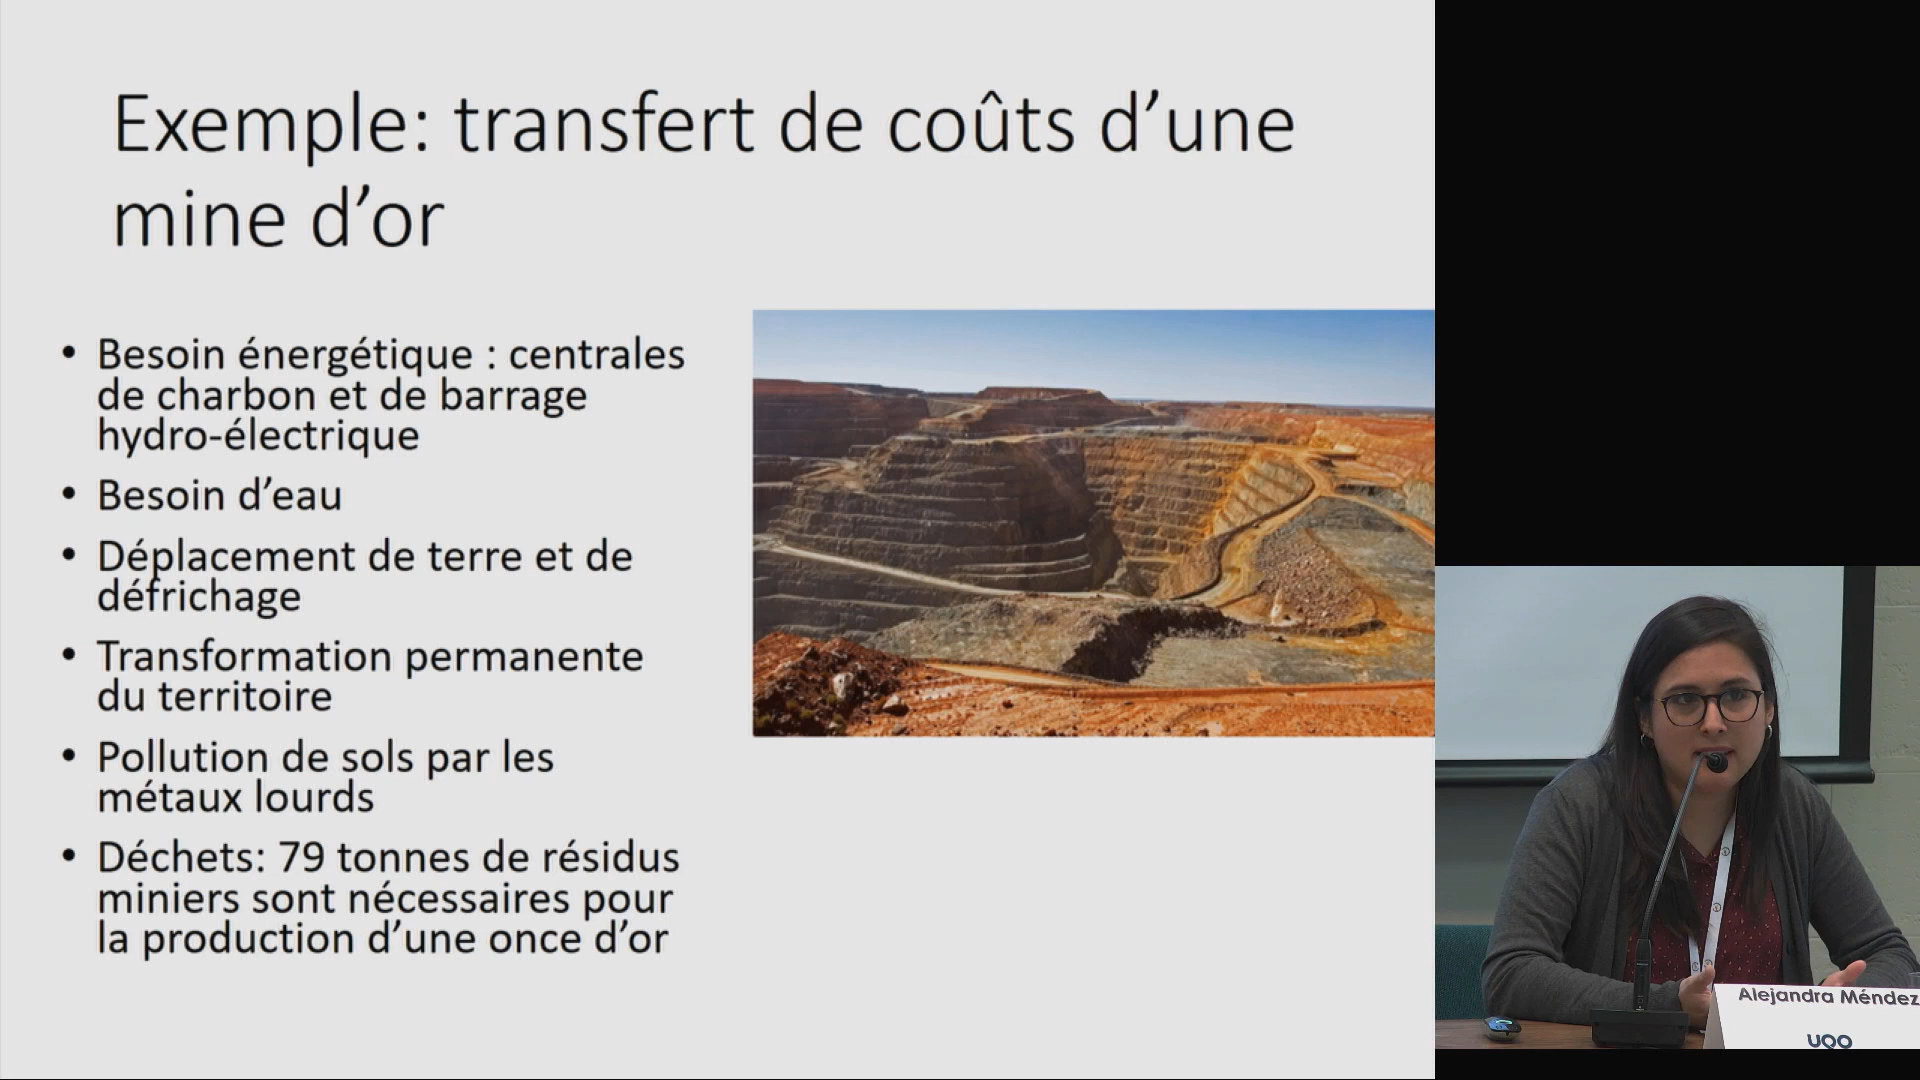 Exemple: transfert de coûts d’une
mine d’or
• Besoin énergétique : centrales
de charbon et de barrage
hydro-électrique
• Besoin d’eau
• Déplacement de terre et de
défrichage
• Transformation permanente
du territoire
• Pollution de sols par les
métaux lourds
• Déchets: 79 tonnes de résidus
miniers sont nécessaires pour
la production d’une once d’or
Alejandra Méndez
UQO